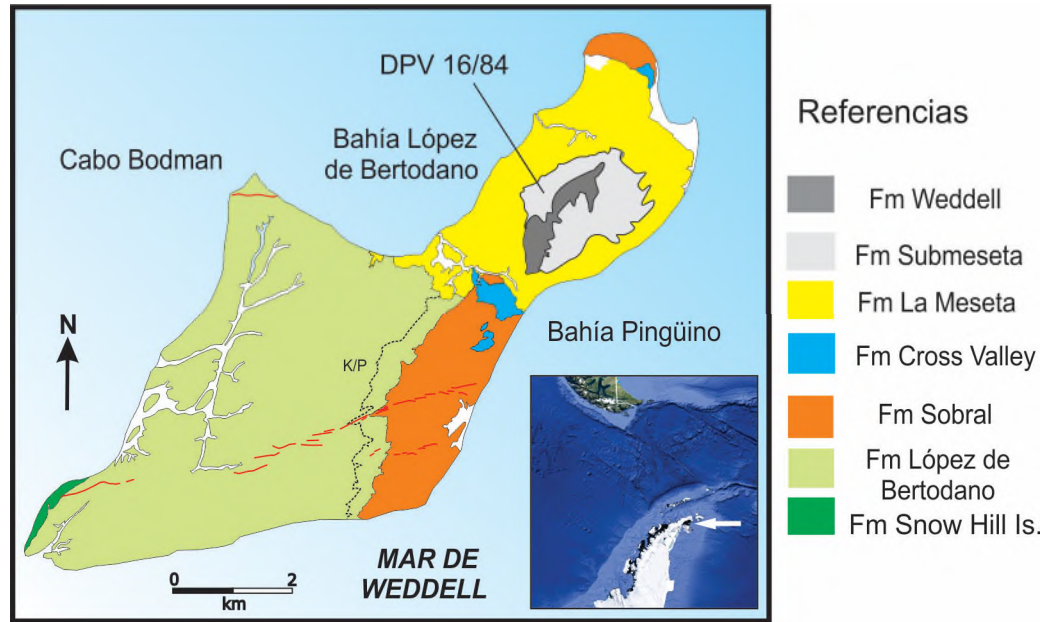 DPV 16/84
Bahía López
de Bertodano
Cabo Bodman
N
K/P
Bahía Pingüino
MAR DE
WEDDELL
0
2
km
Referencias
Fm Weddell
Fm Submeseta
Fm La Meseta
Fm Cross Valley
Fm Sobral
Fm López de
Bertodano
Fm Snow Hill Is.